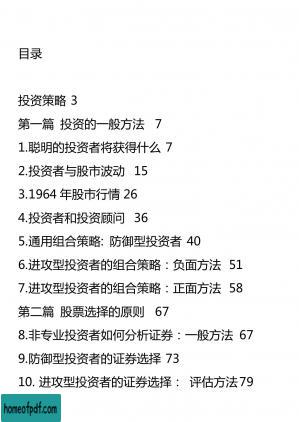 目录
投资策略 3
第一篇 投资的一般方法 7
1.聪明的投资者将获得什么 7
2.投资者与股市波动 15
3.1964 年股市行情 26
4.投资者和投资顾问 36
5.通用组合策略: 防御型投资者 40
6.进攻型投资者的组合策略：负面方法 51
7.进攻型投资者的组合策略：正面方法 58
第二篇 股票选择的原则 67
8.非专业投资者如何分析证券：一般方法 67
9.防御型投资者的证券选择 73
10. 进攻型投资者的证券选择： 评估方法79
homeofpdf.com